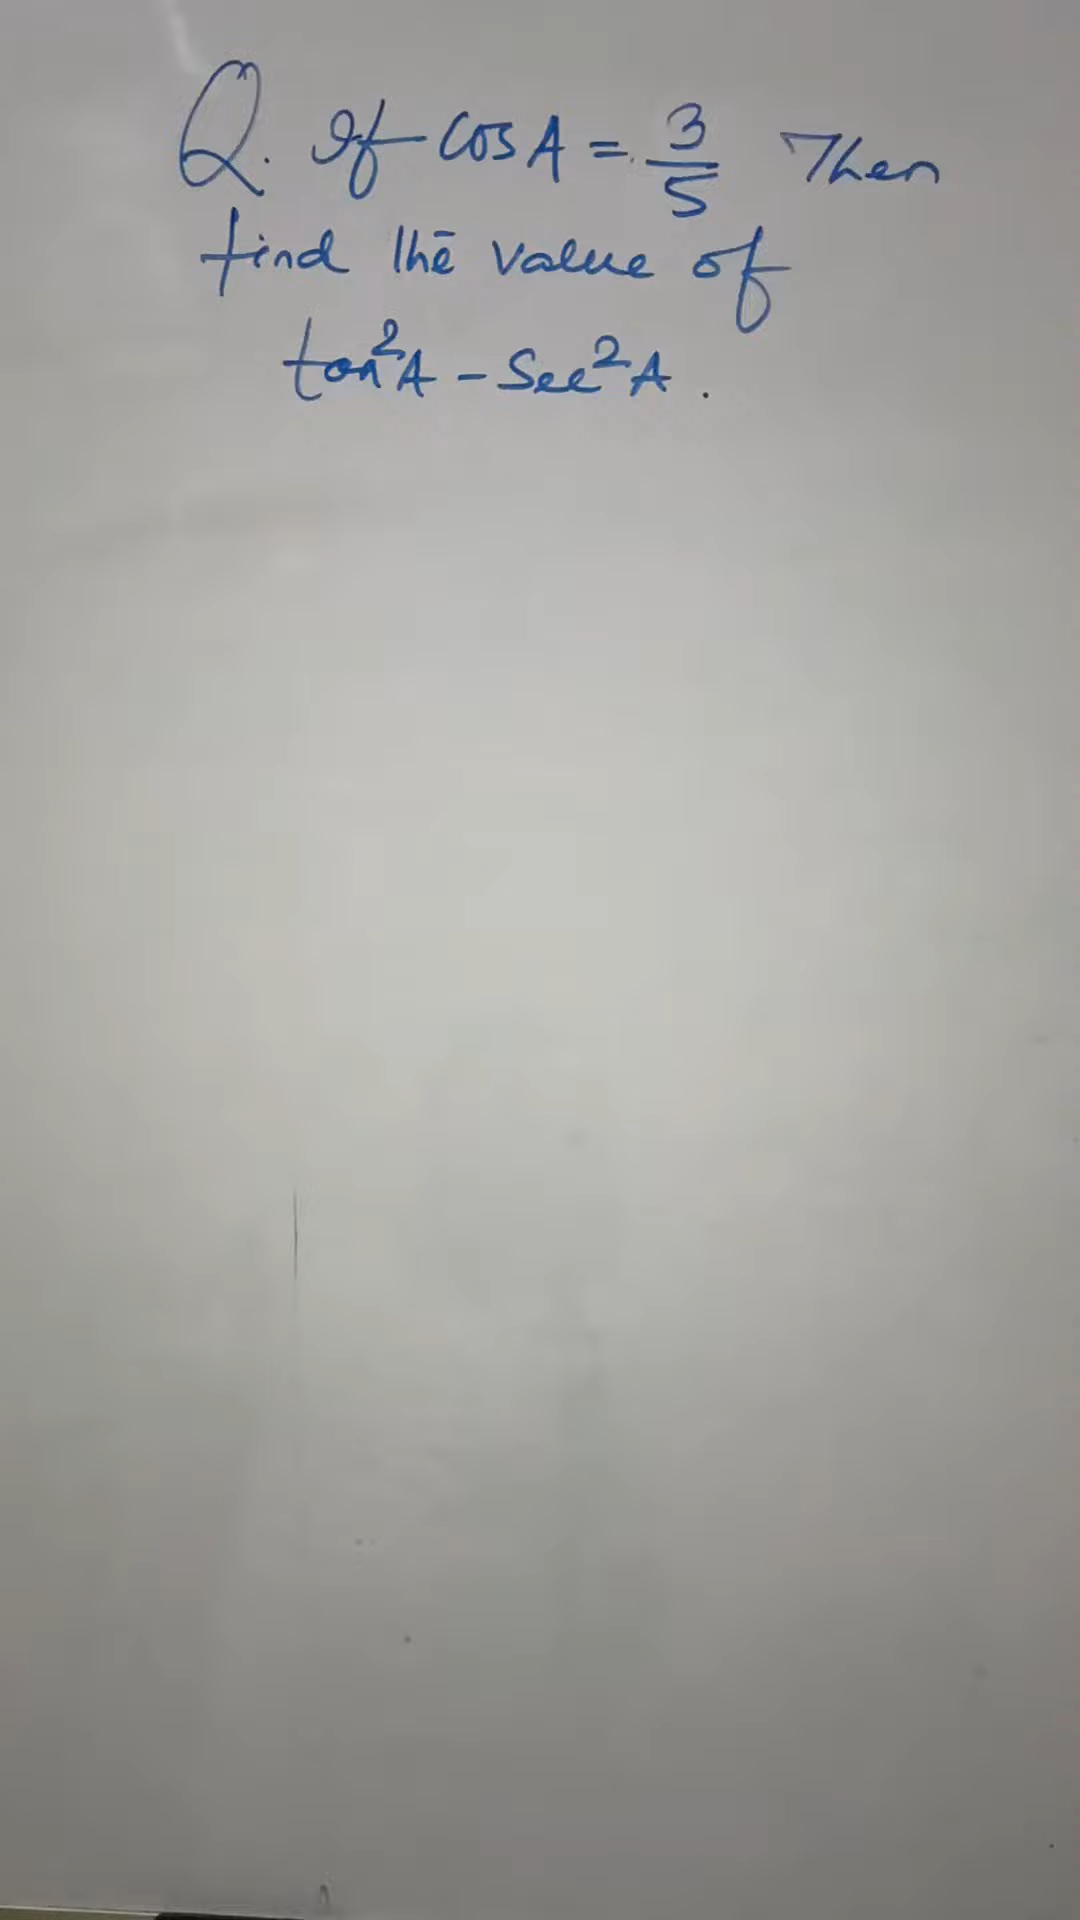 Q. If cos A = 3/5 Then
find the value of
tan²A - Sec²A.